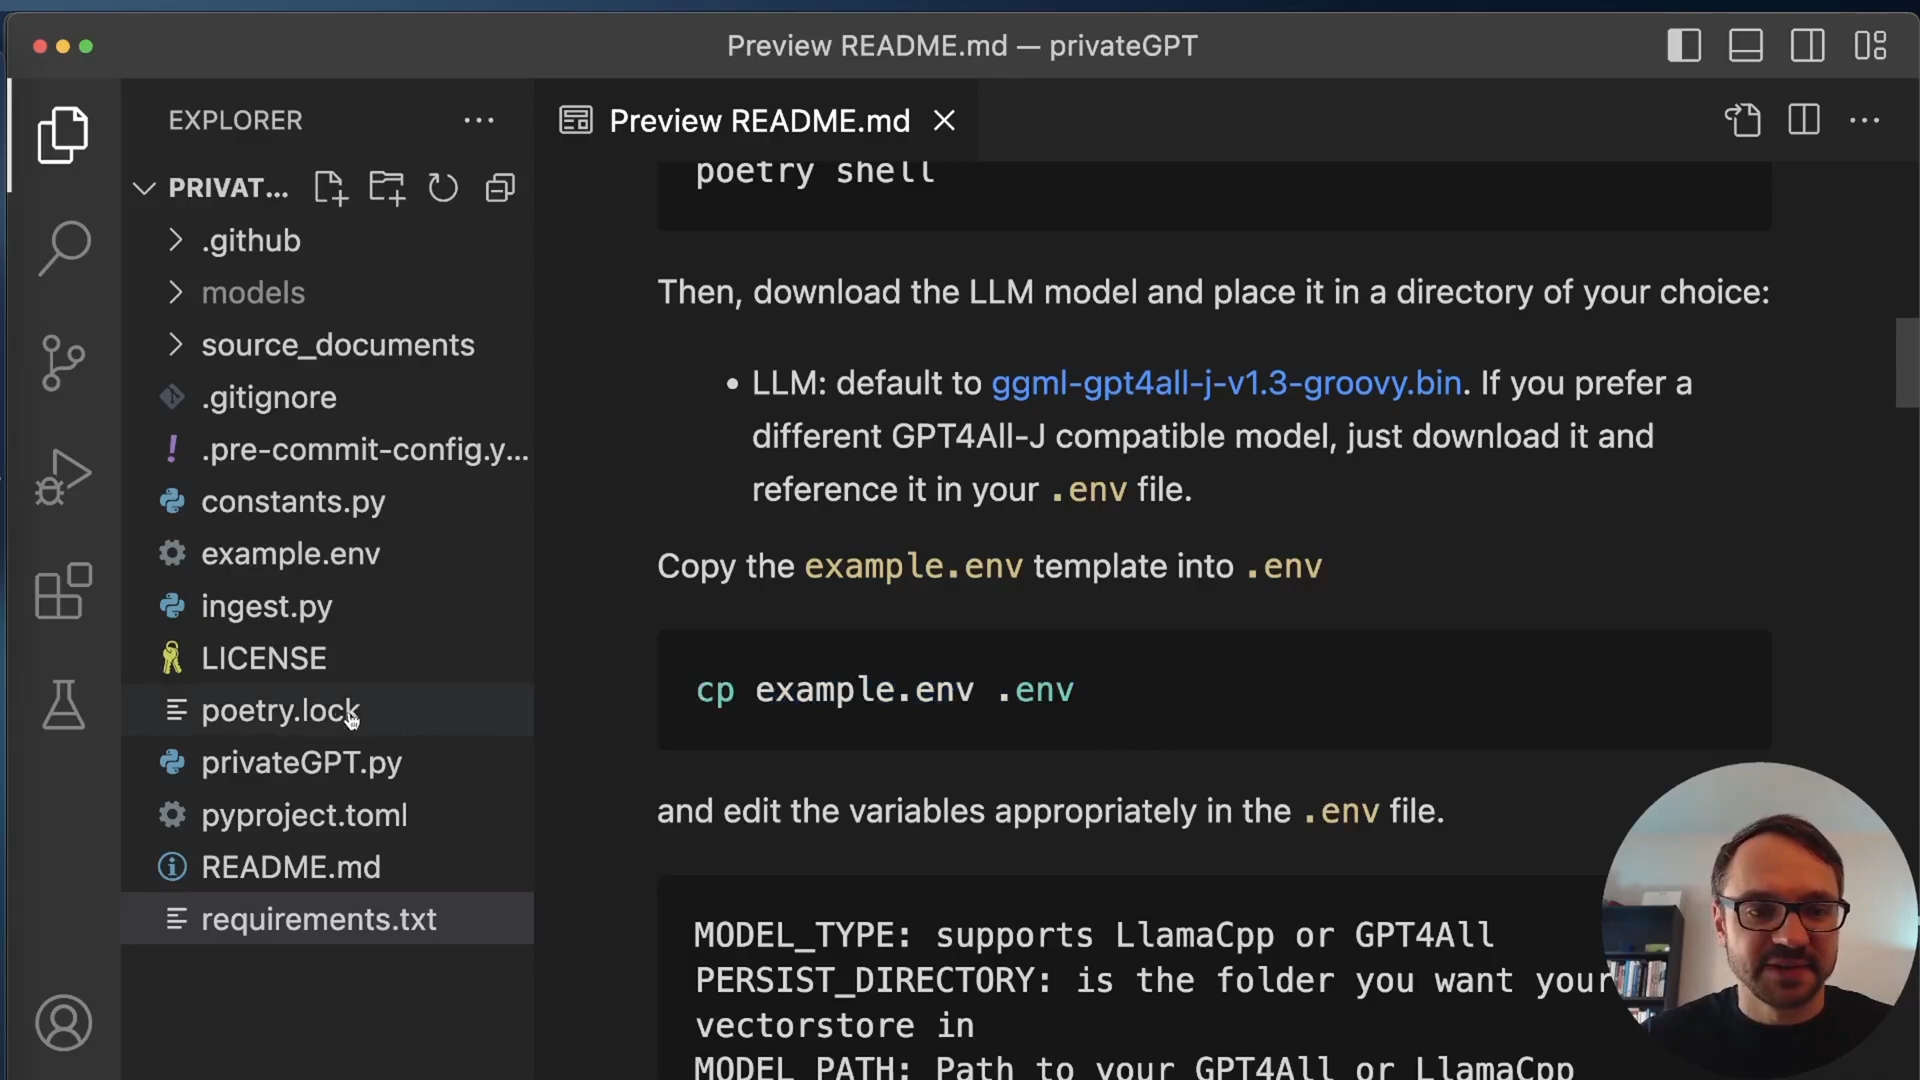 Preview README.md — privateGPT
EXPLORER
PRIVAT...
.github
models
source_documents
.gitignore
.pre-commit-config.y...
constants.py
example.env
ingest.py
LICENSE
poetry.lock
privateGPT.py
pyproject.toml
README.md
requirements.txt
Preview README.md
poetry shell
Then, download the LLM model and place it in a directory of your choice:
• LLM: default to ggml-gpt4all-j-v1.3-groovy.bin. If you prefer a
different GPT4All-J compatible model, just download it and
reference it in your .env file.
Copy the example.env template into .env
cp example.env .env
and edit the variables appropriately in the .env file.
MODEL_TYPE: supports LlamaCpp or GPT4All
PERSIST_DIRECTORY: is the folder you want your
vectorstore in
MODEL_PATH: Path to your GPT4All or LlamaCpp